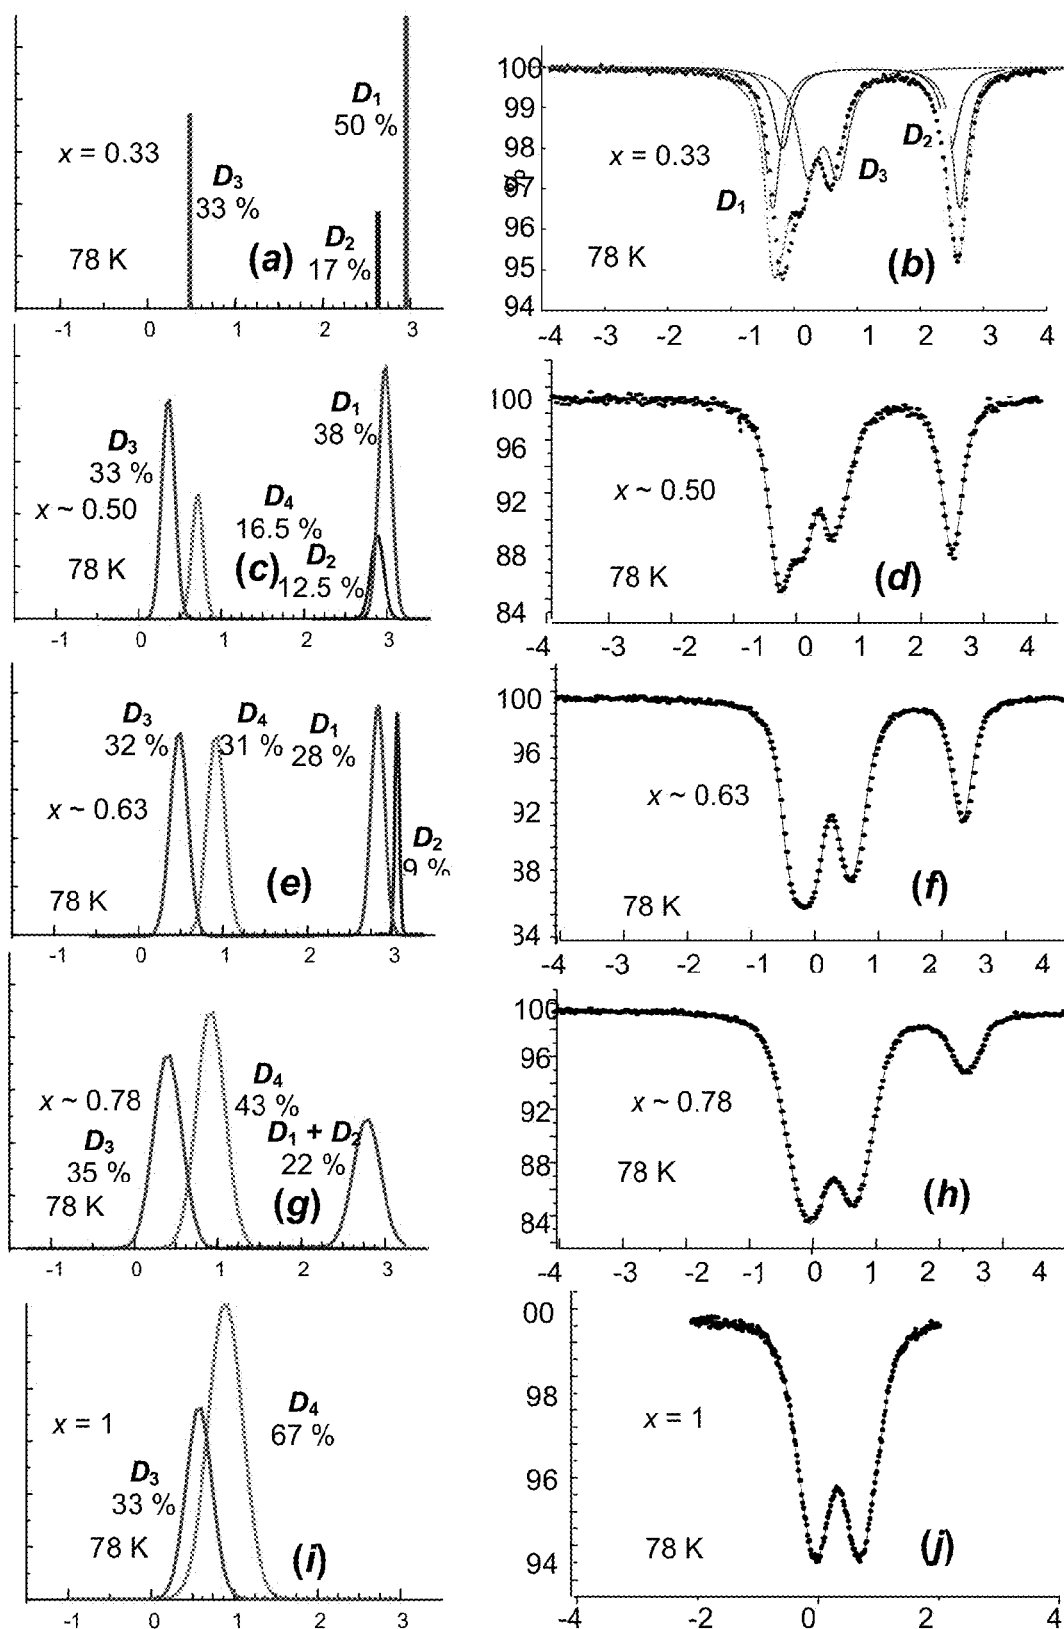 D₁
50 %
x = 0.33
D₃
33 %
D₂
17 %
78 K
(a)
-1 0 1 2 3
100
99
98
97
96
95
94
x = 0.33
D₁
D₂
D₃
78 K
(b)
-4 -3 -2 -1 0 1 2 3 4
D₁
38 %
D₃
33 %
x ~ 0.50
D₄
16.5 %
D₂
12.5 %
78 K
(c)
-1 0 1 2 3
100
96
92
88
84
x ~ 0.50
78 K
(d)
-4 -3 -2 -1 0 1 2 3 4
D₃
32 %
D₄
31 %
D₁
28 %
x ~ 0.63
D₂
9 %
78 K
(e)
-1 0 1 2 3
100
96
92
38
34
x ~ 0.63
78 K
(f)
-4 -3 -2 -1 0 1 2 3 4
x ~ 0.78
D₄
43 %
D₃
35 %
D₁ + D₂
22 %
78 K
(g)
-1 0 1 2 3
100
96
92
88
84
x ~ 0.78
78 K
(h)
-4 -3 -2 -1 0 1 2 3 4
x = 1
D₄
67 %
D₃
33 %
78 K
(i)
-1 0 1 2 3
00
98
96
94
x = 1
78 K
(j)
-4 -2 0 2 4